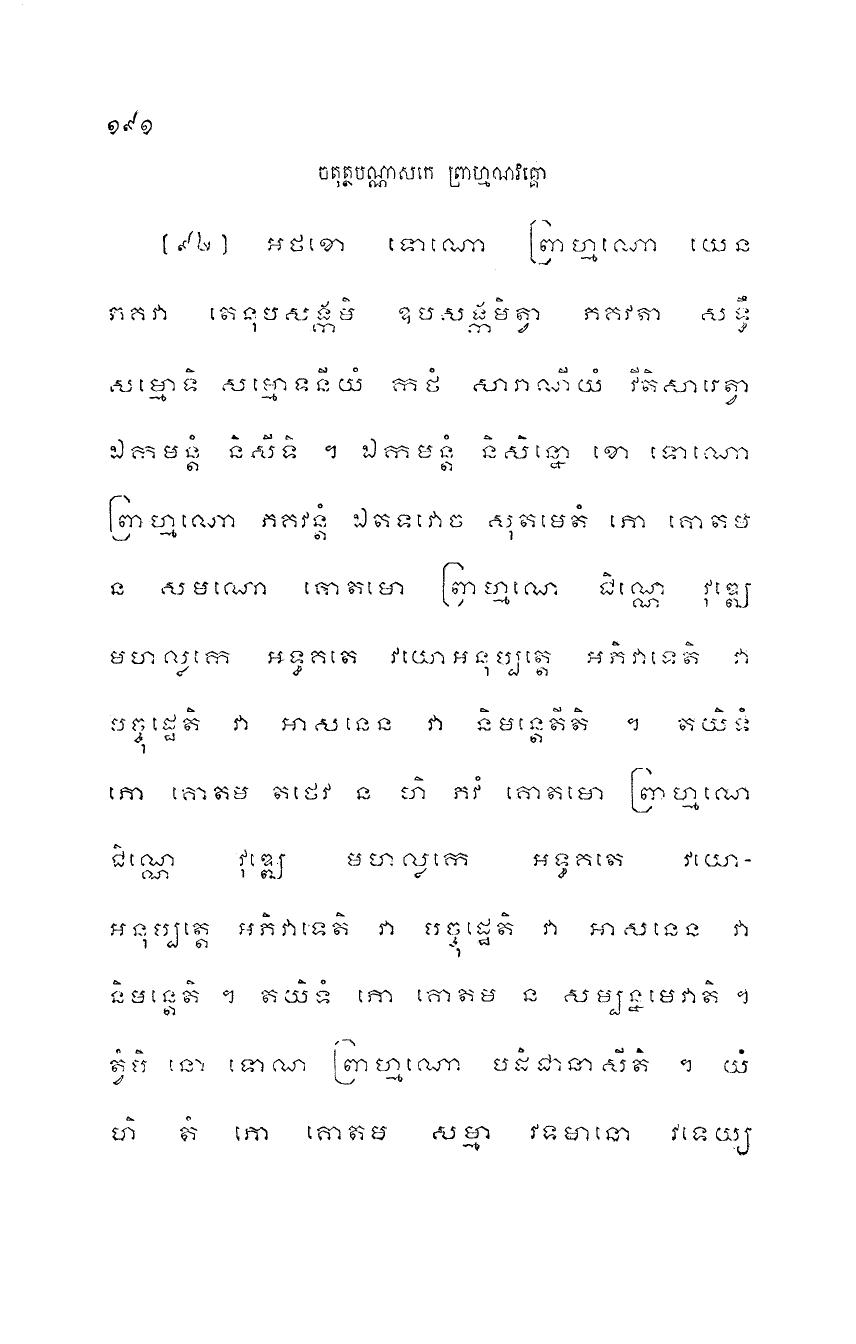 ១៩១
ចតុត្ថបណ្ណាសកេ ព្រាហ្មណវិគ្គោ
[៩២] អថខោ ទោណោ ព្រាហ្មណោ យេន
ភគវា តេនុបសង្កមិ ឧបសង្កមិត្វា ភគវតា សទ្ធឹ
សម្មោទិ សម្មោទនីយំ កថំ សារាណីយំ វីតិសារេត្វា
ឯកមន្តំ និសីទិ ។ ឯកមន្តំ និសិន្នោ ខោ ទោណោ
ព្រាហ្មណោ ភគវន្តំ ឯតទវោច សុតមេតំ ភោ គោតម
ន សមណោ គោតមោ ព្រាហ្មណេ ជិណ្ណេ វុឌ្ឍេ
មហល្លកេ អទ្ធគតេ វយោអនុប្បត្តេ អភិវាទេតិ វា
បច្ចុដ្ឋេតិ វា អាសនេន វា និមន្តេតីតិ ។ តយិទំ
ភោ គោតម តថេវ ន ហិ ភវំ គោតមោ ព្រាហ្មណេ
ជិណ្ណេ វុឌ្ឍេ មហល្លកេ អទ្ធគតេ វយោ-
អនុប្បត្តេ អភិវាទេតិ វា បច្ចុដ្ឋេតិ វា អាសនេន វា
និមន្តេតិ ។ តយិទំ ភោ គោតម ន សម្បន្នមេវាតិ ។
ត្វំបិ នោ ទោណ ព្រាហ្មណោ បដិជានាសីតិ ។ យំ
ហិ តំ ភោ គោតម សម្មា វទមានោ វទេយ្យ